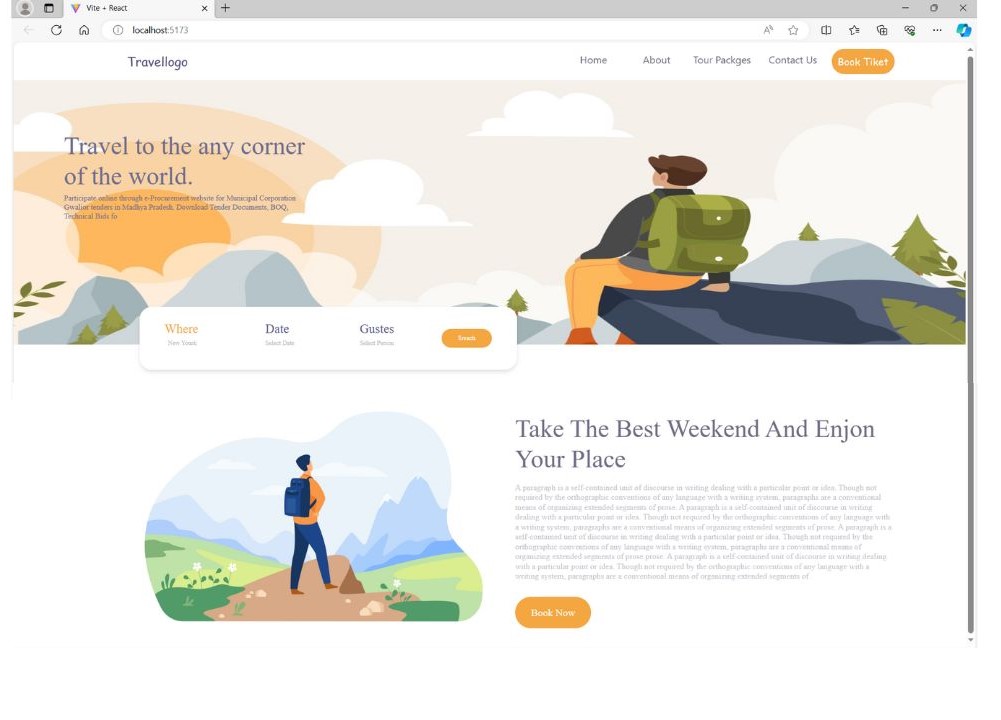 Vite + React
localhost:5173
Travellogo
Home About Tour Packges Contact Us Book Tiket
Travel to the any corner
of the world.
Participate online through e-Procurement website for Municipal Corporation
Gwalior tenders in Madhya Pradesh. Download Tender Documents, BOQ,
Technical Bids fo
Where Date Gustes
Select Date Select Person
Take The Best Weekend And Enjon
Your Place
A paragraph is a self-contained unit of discourse in writing dealing with a particular point or idea. Though not
required by the orthographic conventions of any language with a writing system, paragraphs are a conventional
means of organizing extended segments of prose. A paragraph is a self-contained unit of discourse in writing
dealing with a particular point or idea. Though not required by the orthographic conventions of any language with
a writing system, paragraphs are a conventional means of organizing extended segments of prose. A paragraph is a
self-contained unit of discourse in writing dealing with a particular point or idea. Though not required by the
orthographic conventions of any language with a writing system, paragraphs are a conventional means of
organizing extended segments of prose prose. A paragraph is a self-contained unit of discourse in writing dealing
with a particular point or idea. Though not required by the orthographic conventions of any language with a
writing system, paragraphs are a conventional means of organizing extended segments of
Book Now